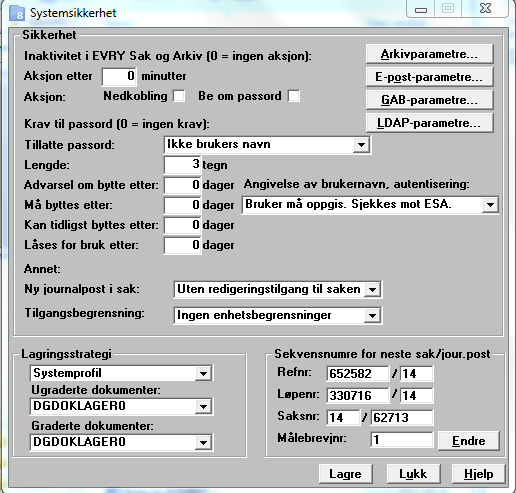 Systemsikkerhet
Sikkerhet
Inaktivitet i EVRY Sak og Arkiv (0 = ingen aksjon):
Arkivparametre...
Aksjon etter 0 minutter
E-post-parametre...
Aksjon: Nedkobling Be om passord
GAB-parametre...
Krav til passord (0 = ingen krav):
LDAP-parametre...
Tillatte passord: Ikke brukers navn
Lengde: 3 tegn
Advarsel om bytte etter: 0 dager Angivelse av brukernavn, autentisering:
Må byttes etter: 0 dager Bruker må oppgis. Sjekkes mot ESA.
Kan tidligst byttes etter: 0 dager
Låses for bruk etter: 0 dager
Annet:
Ny journalpost i sak: Uten redigeringstilgang til saken
Tilgangsbegrensning: Ingen enhetsbegrensninger
Lagringsstrategi
Systemprofil
Ugraderte dokumenter:
DGDOKLAGER0
Graderte dokumenter:
DGDOKLAGER0
Sekvensnumre for neste sak/jour.post
Refnr: 652582 / 14
Løpenr: 330716 / 14
Saksnr: 14 / 62713
Målebrevjnr: 1 Endre
Lagre Lukk Hjelp